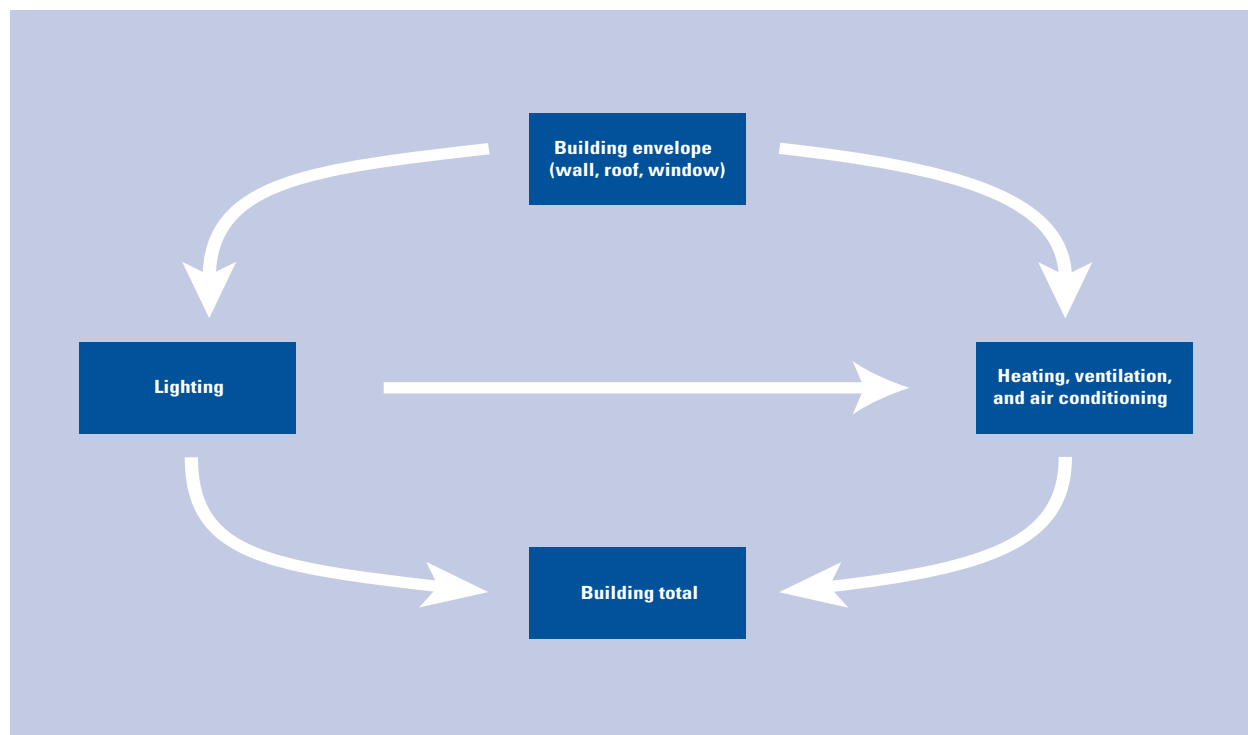 Building envelope
(wall, roof, window)
Lighting
Heating, ventilation,
and air conditioning
Building total